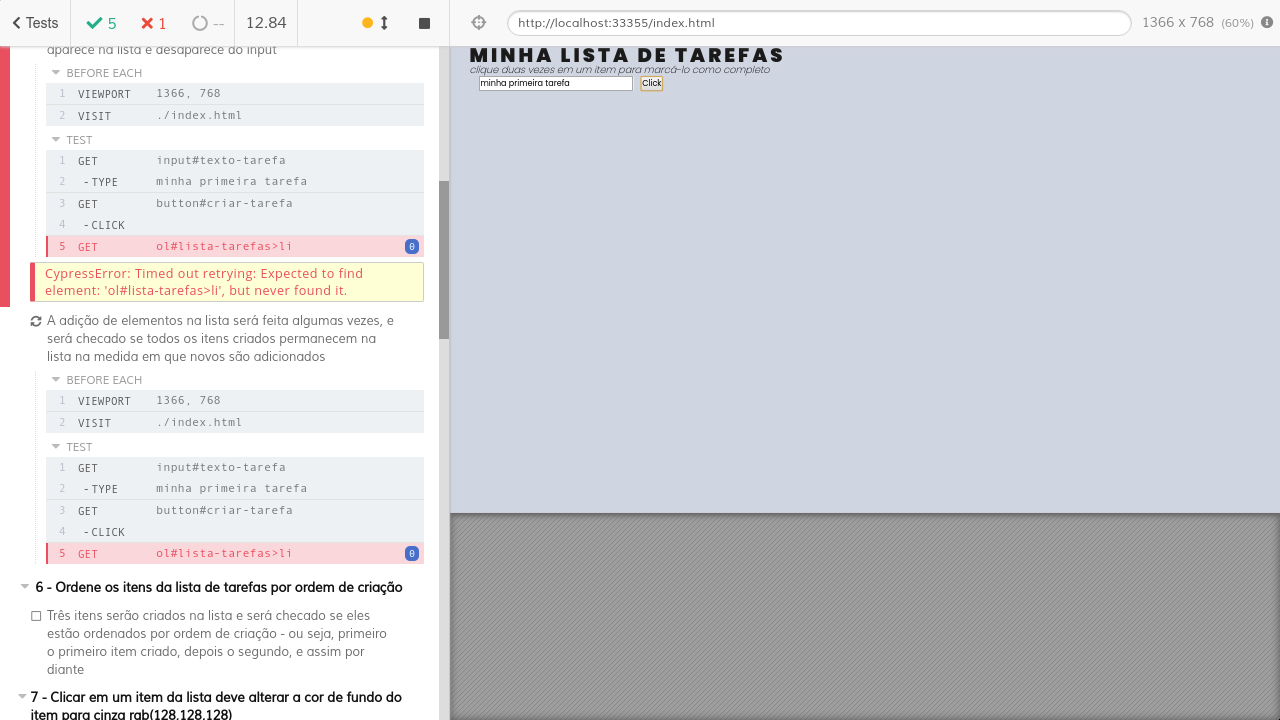 Tests 5 1 -- 12.84
http://localhost:33355/index.html 1366 x 768 (60%)
aparece na lista e desaparece do input
BEFORE EACH
1 VIEWPORT 1366, 768
2 VISIT ./index.html
TEST
1 GET input#texto-tarefa
2 -TYPE minha primeira tarefa
3 GET button#criar-tarefa
4 -CLICK
5 GET ol#lista-tarefas>li 0
CypressError: Timed out retrying: Expected to find
element: 'ol#lista-tarefas>li', but never found it.
A adição de elementos na lista será feita algumas vezes, e
será checado se todos os itens criados permanecem na
lista na medida em que novos são adicionados
BEFORE EACH
1 VIEWPORT 1366, 768
2 VISIT ./index.html
TEST
1 GET input#texto-tarefa
2 -TYPE minha primeira tarefa
3 GET button#criar-tarefa
4 -CLICK
5 GET ol#lista-tarefas>li 0
6 - Ordene os itens da lista de tarefas por ordem de criação
Três itens serão criados na lista e será checado se eles
estão ordenados por ordem de criação - ou seja, primeiro
o primeiro item criado, depois o segundo, e assim por
diante
7 - Clicar em um item da lista deve alterar a cor de fundo do
item para cinza rgb(128,128,128)
MINHA LISTA DE TAREFAS
clique duas vezes em um item para marcá-lo como completo
minha primeira tarefa Click